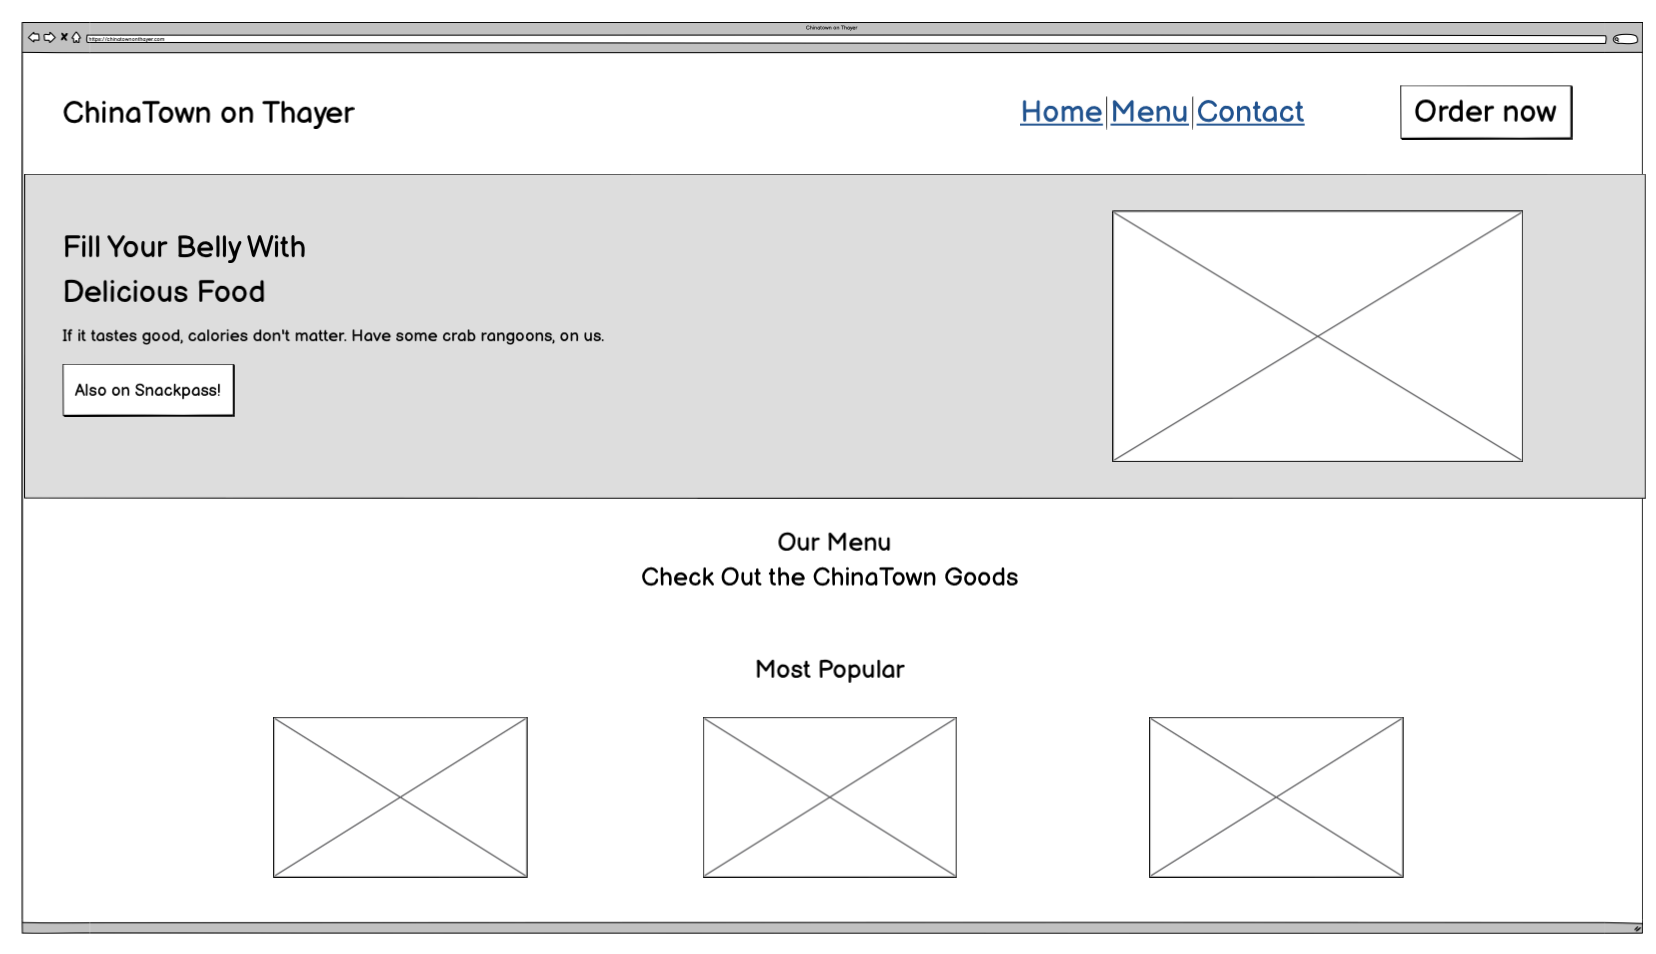 Chinatown on Thayer
https://chinatownonthayer.com
ChinaTown on Thayer
Home Menu Contact
Order now
Fill Your Belly With
Delicious Food
If it tastes good, calories don't matter. Have some crab rangoons, on us.
Also on Snackpass!
Our Menu
Check Out the ChinaTown Goods
Most Popular